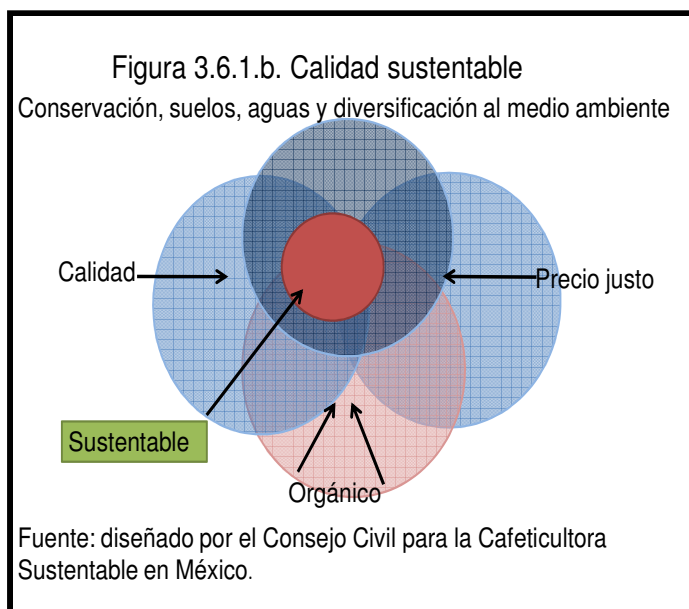 Figura 3.6.1.b. Calidad sustentable
Conservación, suelos, aguas y diversificación al medio ambiente
Calidad
Precio justo
Sustentable
Orgánico
Fuente: diseñado por el Consejo Civil para la Cafeticultora
Sustentable en México.